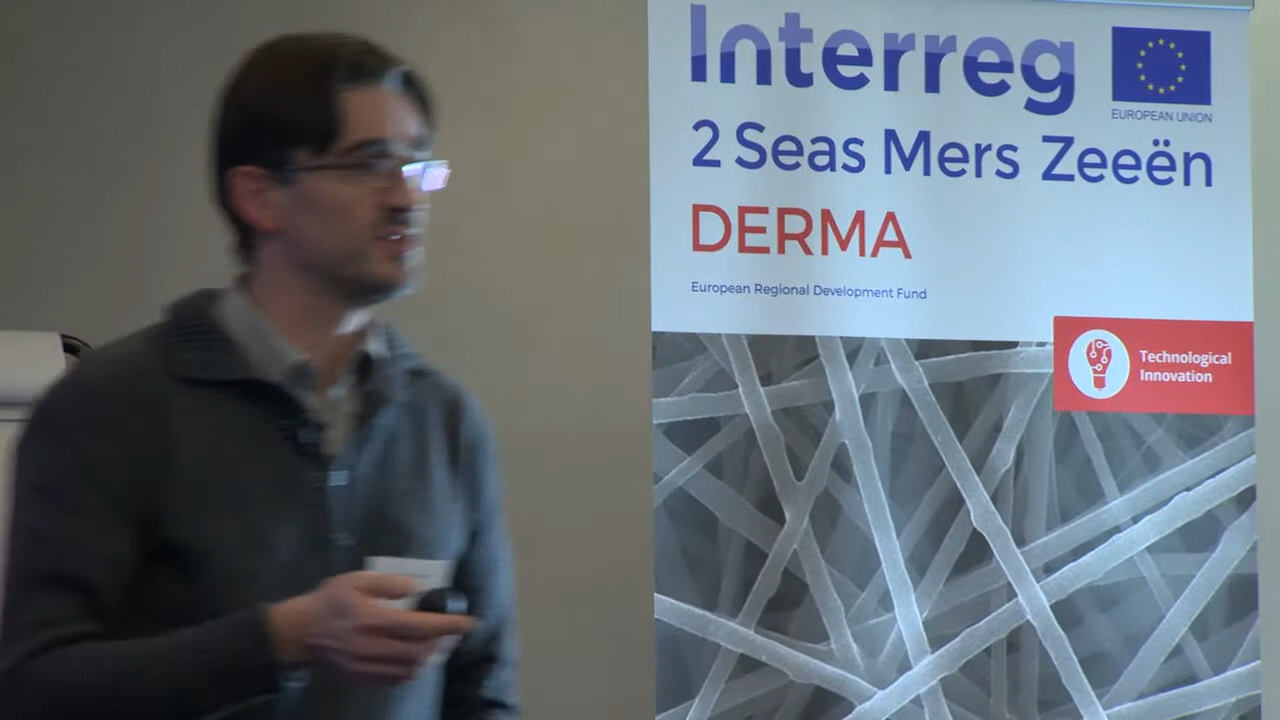 Interreg
EUROPEAN UNION
2 Seas Mers Zeeën
DERMA
European Regional Development Fund
Technological
Innovation